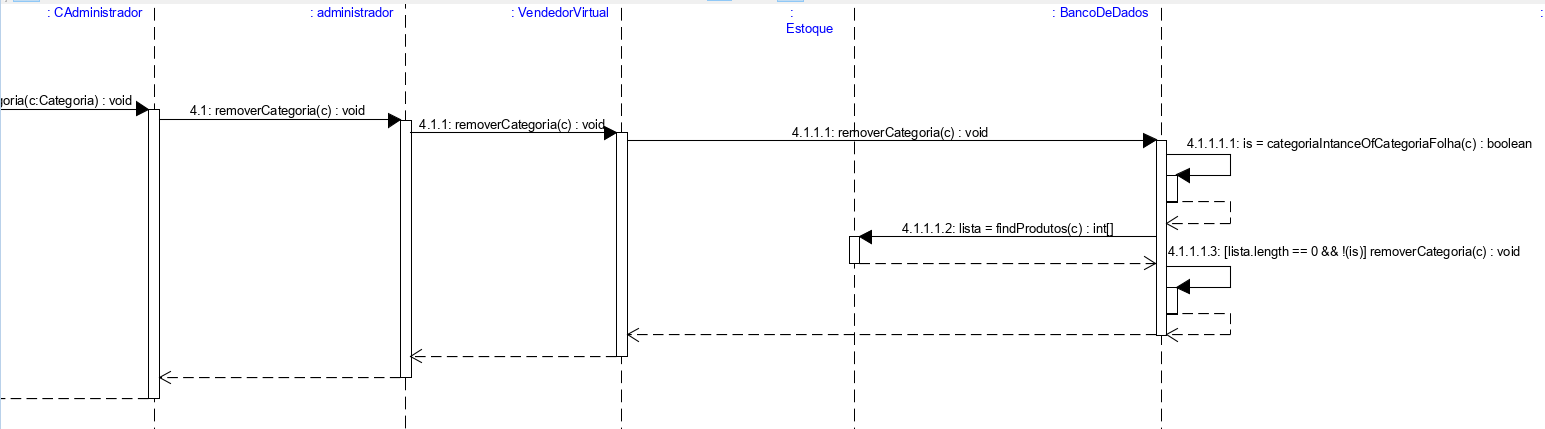 : CAdministrador
: administrador
: VendedorVirtual
:
Estoque
: BancoDeDados
:
goria(c:Categoria) : void
4.1: removerCategoria(c) : void
4.1.1: removerCategoria(c) : void
4.1.1.1: removerCategoria(c) : void
4.1.1.1.1: is = categoriaIntanceOfCategoriaFolha(c) : boolean
4.1.1.1.2: lista = findProdutos(c) : int[]
4.1.1.1.3: [lista.length == 0 && !(is)] removerCategoria(c) : void